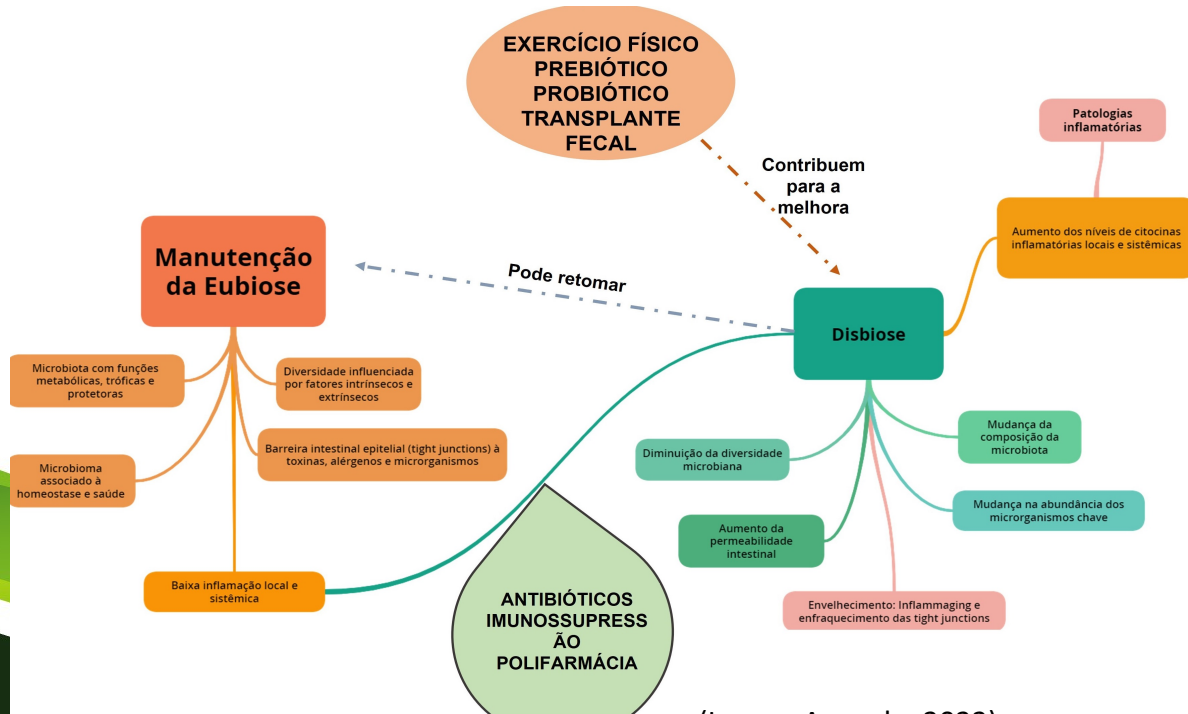 EXERCÍCIO FÍSICO
PREBIÓTICO
PROBIÓTICO
TRANSPLANTE
FECAL
Contribuem
para a
melhora
Patologias
inflamatórias
Aumento dos níveis de citocinas
inflamatórias locais e sistêmicas
Manutenção
da Eubiose
Pode retomar
Disbiose
Microbiota com funções
metabólicas, tróficas e
protetoras
Diversidade influenciada
por fatores intrínsecos e
extrínsecos
Barreira intestinal epitelial (tight junctions) à
toxinas, alérgenos e microrganismos
Microbioma
associado à
homeostase e saúde
Baixa inflamação local e
sistêmica
Diminuição da diversidade
microbiana
Mudança da
composição da
microbiota
Mudança na abundância dos
microrganismos chave
Aumento da
permeabilidade
intestinal
Envelhecimento: Inflammaging e
enfraquecimento das tight junctions
ANTIBIÓTICOS
IMUNOSSUPRESS
ÃO
POLIFARMÁCIA